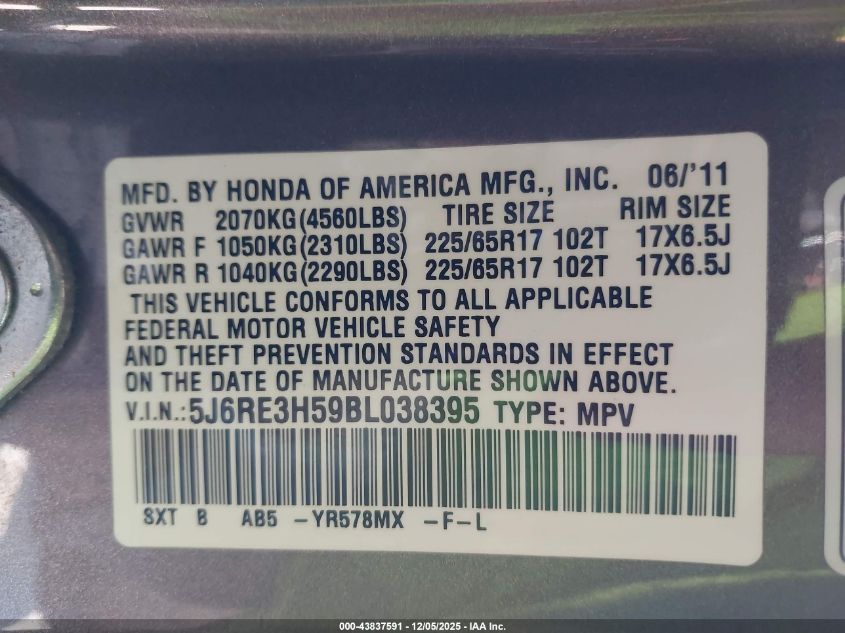 MFD. BY HONDA OF AMERICA MFG., INC. 06/'11
GVWR 2070KG(4560LBS) TIRE SIZE RIM SIZE
GAWR F 1050KG(2310LBS) 225/65R17 102T 17X6.5J
GAWR R 1040KG(2290LBS) 225/65R17 102T 17X6.5J
THIS VEHICLE CONFORMS TO ALL APPLICABLE
FEDERAL MOTOR VEHICLE SAFETY
AND THEFT PREVENTION STANDARDS IN EFFECT
ON THE DATE OF MANUFACTURE SHOWN ABOVE.
V.I.N.:5J6RE3H59BL038395 TYPE: MPV
SXT B AB5 -YR578MX -F-L
000-43837591 - 12/05/2025 - IAA Inc.